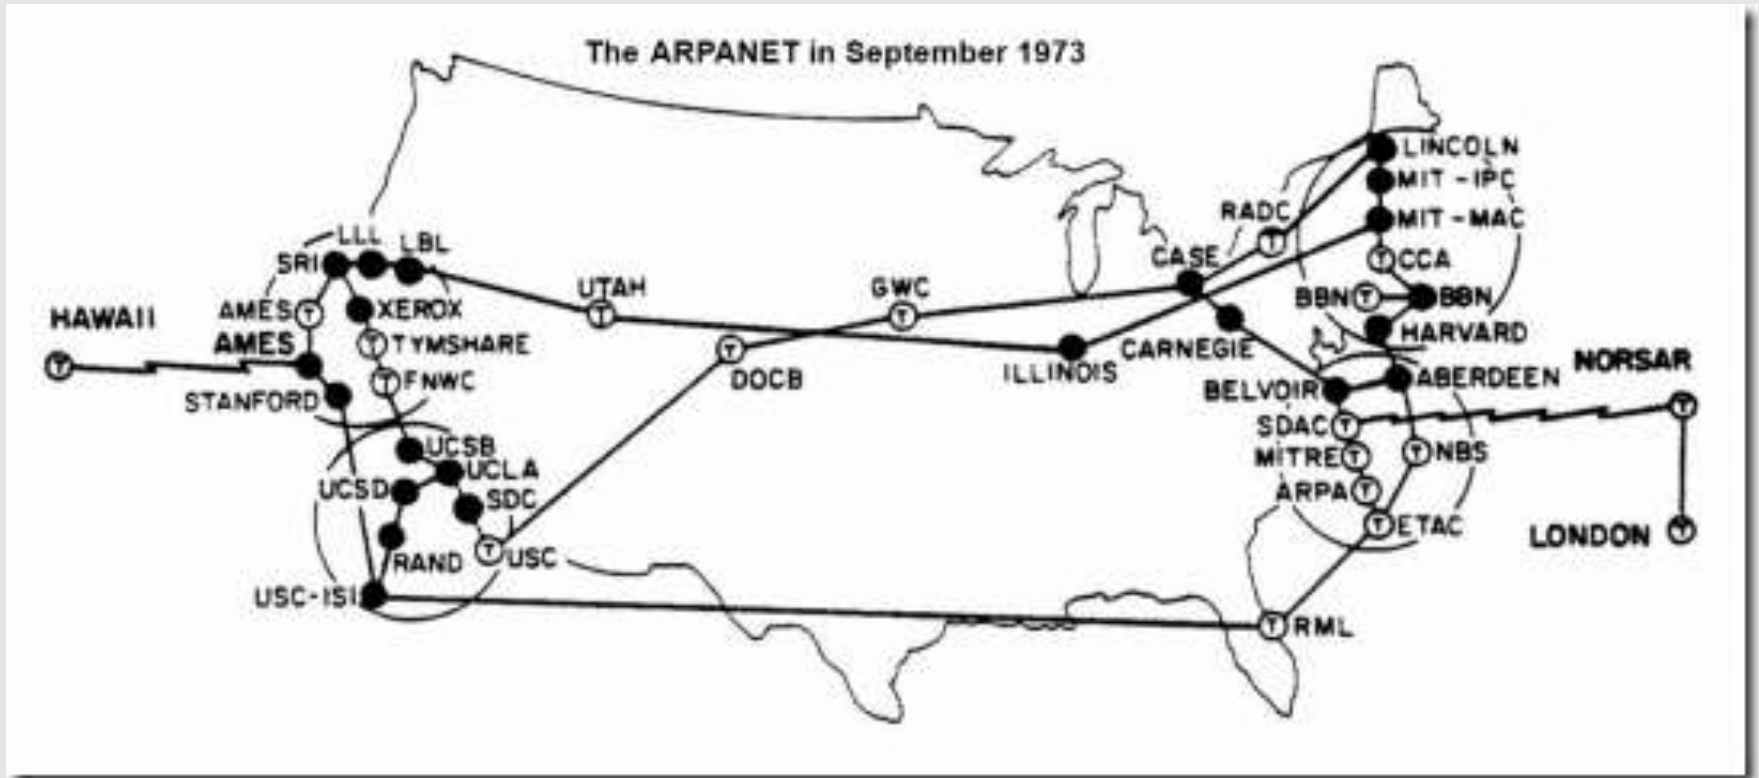 The ARPANET in September 1973
LINCOLN
MIT-IPC
MIT-MAC
RADC
CCA
CASE
LLL
LBL
SRI
UTAH
GWC
BBN T
BBN
HAWAII
AMES T
XEROX
HARVARD
AMES
T TYMSHARE
CARNEGIE
NORSAR
DOCB
ILLINOIS
T FNWC
ABERDEEN
BELVOIR
STANFORD
SDAC T
UCSB
MITRE T
T NBS
UCLA
UCSD
ARPA T
SDC
T ETAC
LONDON
RAND
T USC
USC-ISI
T RML